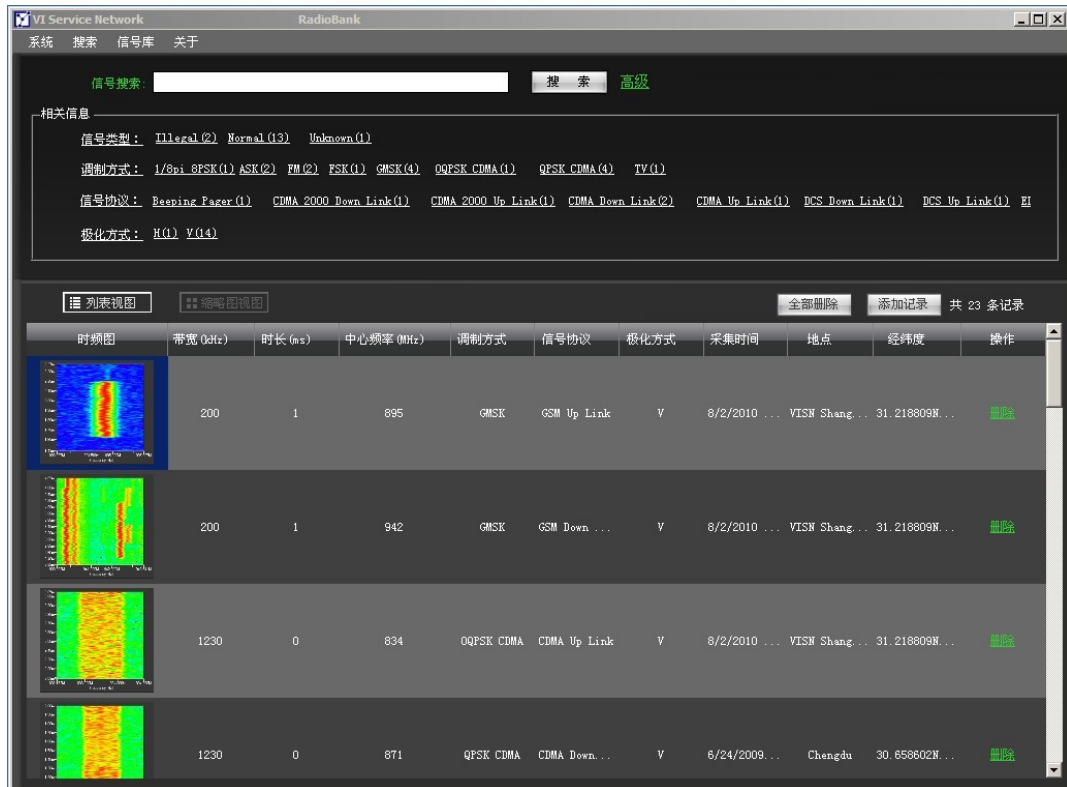 VI Service Network RadioBank
系统 搜索 信号库 关于
信号搜索: 搜 索 高级
相关信息
信号类型： Illegal(2) Normal(13) Unknown(1)
调制方式： 1/8pi 8PSK(1) ASK(2) FM(2) FSK(1) GMSK(4) OQPSK CDMA(1) QPSK CDMA(4) TV(1)
信号协议： Beeping Pager(1) CDMA 2000 Down Link(1) CDMA 2000 Up Link(1) CDMA Down Link(2) CDMA Up Link(1) DCS Down Link(1) DCS Up Link(1) EI
极化方式： H(1) V(14)
列表视图 缩略图视图 全部删除 添加记录 共 23 条记录
时频图 带宽(kHz) 时长(ms) 中心频率(MHz) 调制方式 信号协议 极化方式 采集时间 地点 经纬度 操作
200 1 895 GMSK GSM Up Link V 8/2/2010 ... VISN Shang... 31.218809N... 删除
200 1 942 GMSK GSM Down ... V 8/2/2010 ... VISN Shang... 31.218809N... 删除
1230 0 834 OQPSK CDMA CDMA Up Link V 8/2/2010 ... VISN Shang... 31.218809N... 删除
1230 0 871 QPSK CDMA CDMA Down... V 6/24/2009... Chengdu 30.658602N... 删除